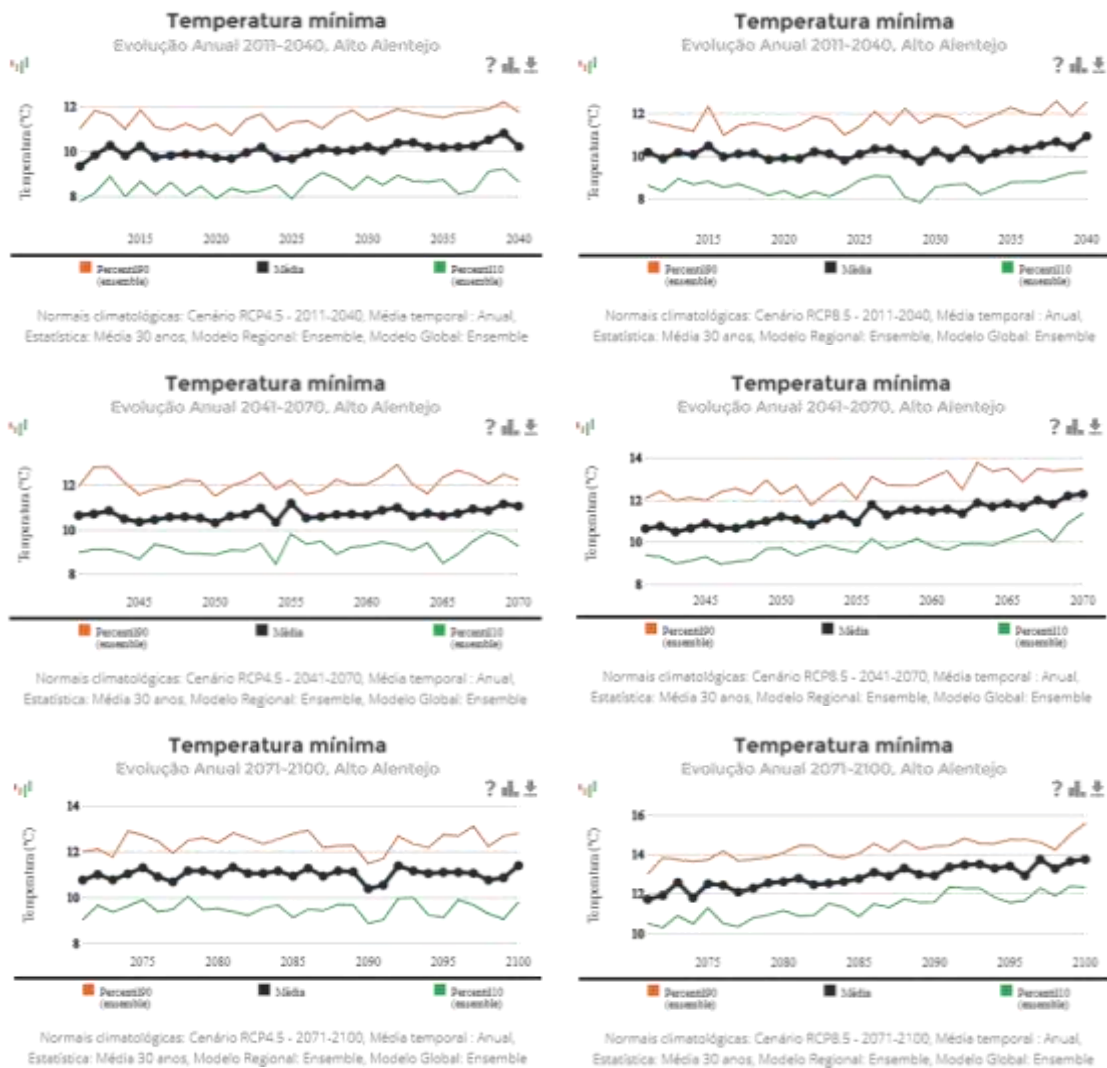 Temperatura mínima
Evolução Anual 2011-2040, Alto Alentejo
?
Temperatura (°C)
12
10
8
2015
2020
2025
2030
2035
2040
Percentil90
(ensemble)
Média
Percentil10
(ensemble)
Normais climatológicas: Cenário RCP4.5 - 2011-2040, Média temporal : Anual,
Estatística: Média 30 anos, Modelo Regional: Ensemble, Modelo Global: Ensemble
Temperatura mínima
Evolução Anual 2011-2040, Alto Alentejo
?
Temperatura (°C)
12
10
8
2015
2020
2025
2030
2035
2040
Percentil90
(ensemble)
Média
Percentil10
(ensemble)
Normais climatológicas: Cenário RCP8.5 - 2011-2040, Média temporal : Anual,
Estatística: Média 30 anos, Modelo Regional: Ensemble, Modelo Global: Ensemble
Temperatura mínima
Evolução Anual 2041-2070, Alto Alentejo
?
Temperatura (°C)
12
10
8
2045
2050
2055
2060
2065
2070
Percentil90
(ensemble)
Média
Percentil10
(ensemble)
Normais climatológicas: Cenário RCP4.5 - 2041-2070, Média temporal : Anual,
Estatística: Média 30 anos, Modelo Regional: Ensemble, Modelo Global: Ensemble
Temperatura mínima
Evolução Anual 2041-2070, Alto Alentejo
?
Temperatura (°C)
14
12
10
8
2045
2050
2055
2060
2065
2070
Percentil90
(ensemble)
Média
Percentil10
(ensemble)
Normais climatológicas: Cenário RCP8.5 - 2041-2070, Média temporal : Anual,
Estatística: Média 30 anos, Modelo Regional: Ensemble, Modelo Global: Ensemble
Temperatura mínima
Evolução Anual 2071-2100, Alto Alentejo
?
Temperatura (°C)
14
12
10
8
2075
2080
2085
2090
2095
2100
Percentil90
(ensemble)
Média
Percentil10
(ensemble)
Normais climatológicas: Cenário RCP4.5 - 2071-2100, Média temporal : Anual,
Estatística: Média 30 anos, Modelo Regional: Ensemble, Modelo Global: Ensemble
Temperatura mínima
Evolução Anual 2071-2100, Alto Alentejo
?
Temperatura (°C)
16
14
12
10
2075
2080
2085
2090
2095
2100
Percentil90
(ensemble)
Média
Percentil10
(ensemble)
Normais climatológicas: Cenário RCP8.5 - 2071-2100, Média temporal : Anual,
Estatística: Média 30 anos, Modelo Regional: Ensemble, Modelo Global: Ensemble